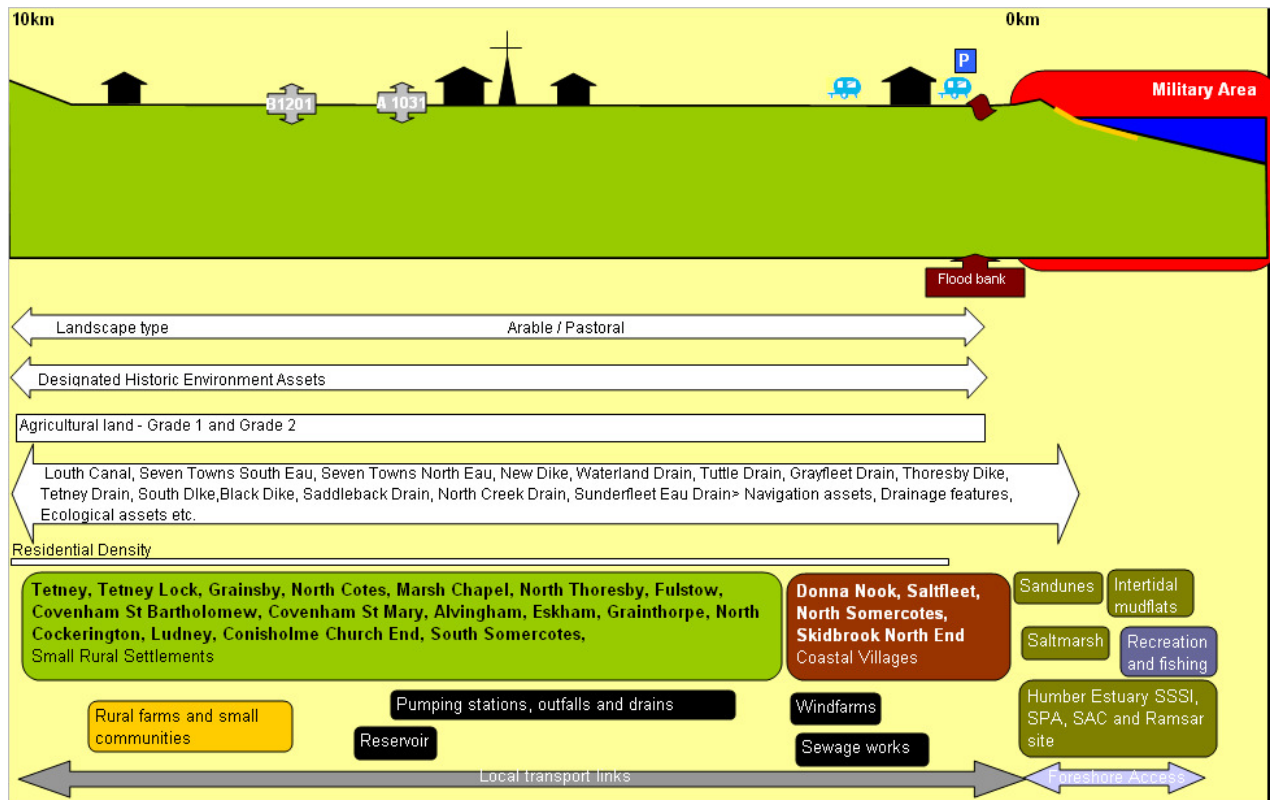 10km
0km
P
Military Area
B1201
A 1031
Flood bank
Landscape type
Arable / Pastoral
Designated Historic Environment Assets
Agricultural land - Grade 1 and Grade 2
Louth Canal, Seven Towns South Eau, Seven Towns North Eau, New Dike, Waterland Drain, Tuttle Drain, Grayfleet Drain, Thoresby Dike,
Tetney Drain, South DIke,Black Dike, Saddleback Drain, North Creek Drain, Sunderfleet Eau Drain> Navigation assets, Drainage features,
Ecological assets etc.
Residential Density
Tetney, Tetney Lock, Grainsby, North Cotes, Marsh Chapel, North Thoresby, Fulstow,
Covenham St Bartholomew, Covenham St Mary, Alvingham, Eskham, Grainthorpe, North
Cockerington, Ludney, Conisholme Church End, South Somercotes,
Small Rural Settlements
Donna Nook, Saltfleet,
North Somercotes,
Skidbrook North End
Coastal Villages
Sandunes
Intertidal
mudflats
Saltmarsh
Recreation
and fishing
Rural farms and small
communities
Pumping stations, outfalls and drains
Reservoir
Windfarms
Sewage works
Humber Estuary SSSI,
SPA, SAC and Ramsar
site
Local transport links
Foreshore Access